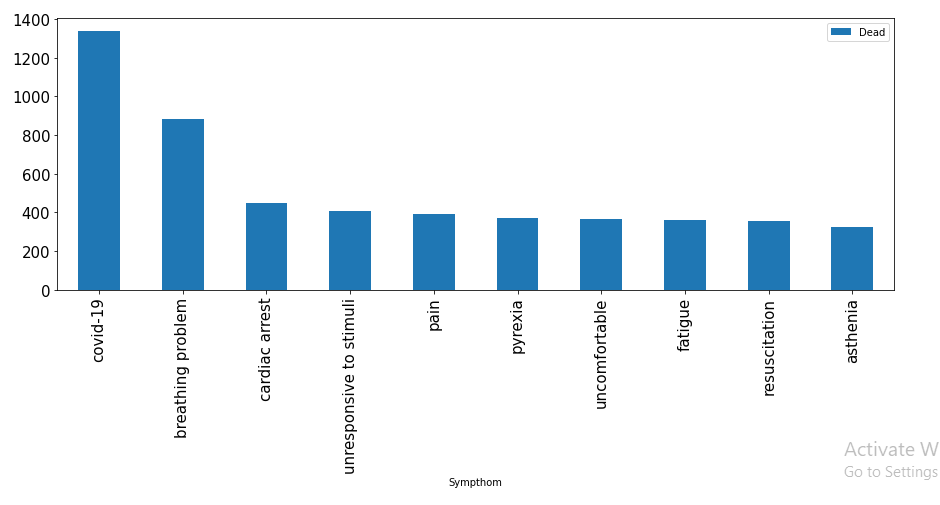 1400
1200
1000
800
600
400
200
0
Dead
covid-19
breathing problem
cardiac arrest
unresponsive to stimuli
pain
pyrexia
uncomfortable
fatigue
resuscitation
asthenia
Sympthom
Activate W
Go to Settings